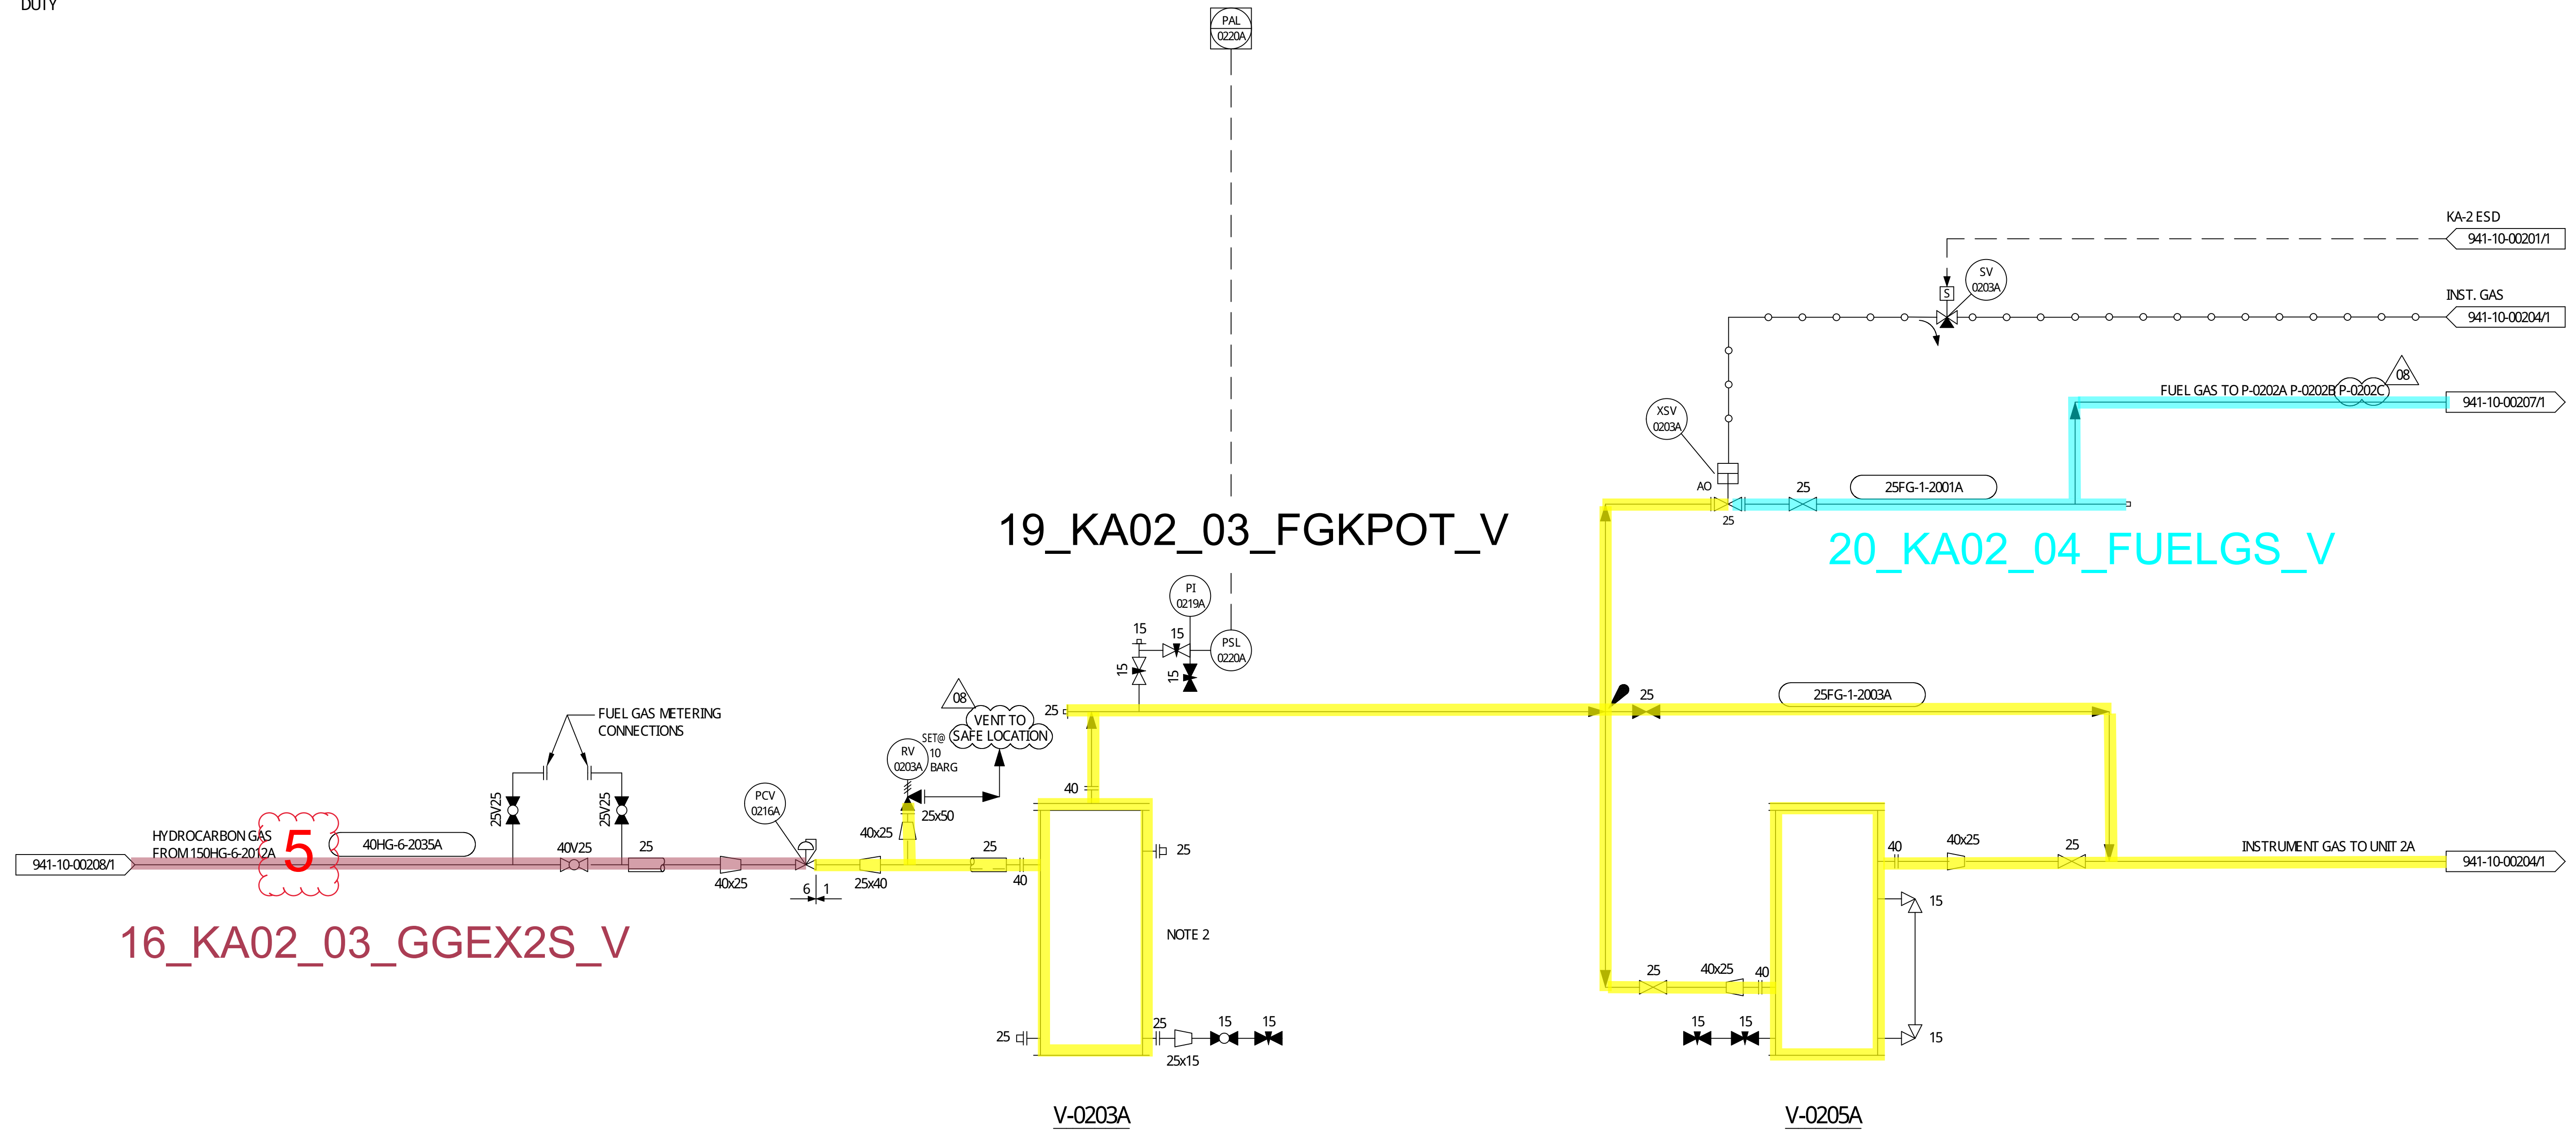 DUTY
PAL
0220A
KA-2 ESD
941-10-00201/1
SV
0203A
S
INST. GAS
941-10-00204/1
08
FUEL GAS TO P-0202A P-0202B P-0202C
941-10-00207/1
XSV
0203A
AO
25
25
25FG-1-2001A
19_KA02_03_FGKPOT_V
20_KA02_04_FUELGS_V
PI
0219A
15
15
PSL
0220A
15
15
08
VENT TO
SAFE LOCATION
25
25
25FG-1-2003A
FUEL GAS METERING
CONNECTIONS
RV
0203A
SET@
10
BARG
PCV
0216A
40
25V25
25V25
25x50
40x25
HYDROCARBON GAS
FROM 150HG-6-2012A
5
40HG-6-2035A
40V25
25
25
25
40
40x25
25
INSTRUMENT GAS TO UNIT 2A
941-10-00208/1
941-10-00204/1
40x25
25x40
40
6
1
15
16_KA02_03_GGEX2S_V
NOTE 2
25
40x25
40
25
25
15
15
15
15
15
25x15
V-0203A
V-0205A